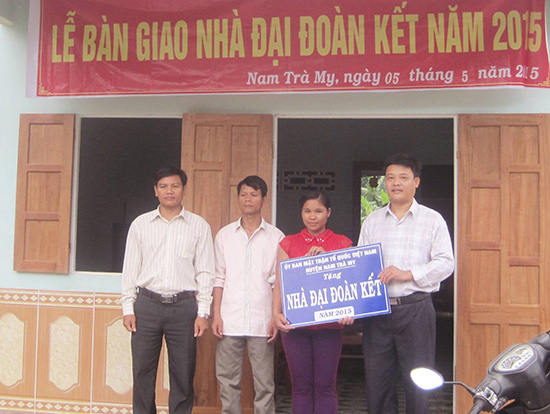 LỄ BÀN GIAO NHÀ ĐẠI ĐOÀN KẾT NĂM 2015
Nam Trà My, ngày 05 tháng 5 năm 2015
ỦY BAN MẶT TRẬN TỔ QUỐC VIỆT NAM
HUYỆN NAM TRÀ MY
Tặng
NHÀ ĐẠI ĐOÀN KẾT
NĂM 2015